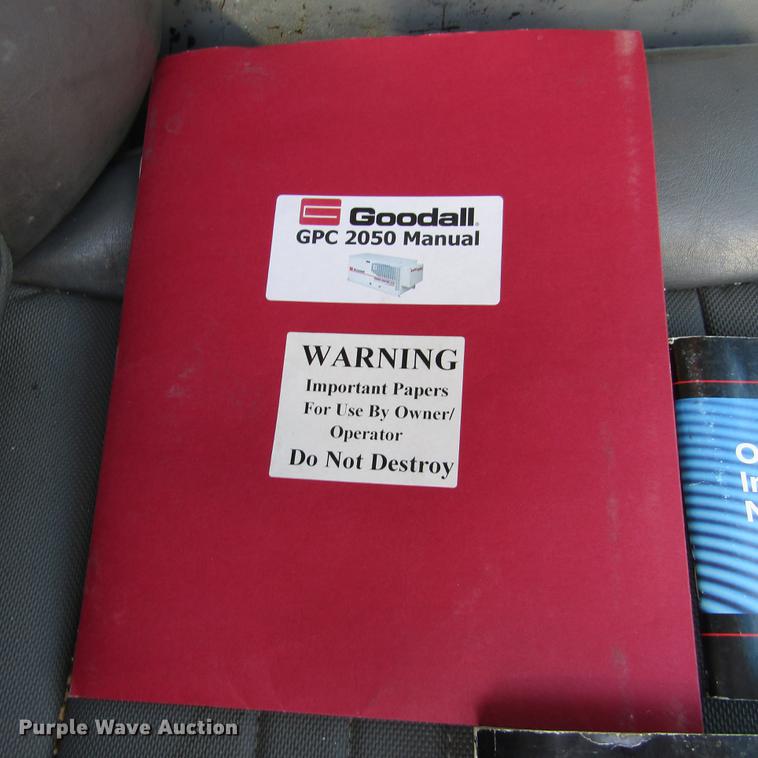 Goodall
GPC 2050 Manual
WARNING
Important Papers
For Use By Owner/
Operator
Do Not Destroy
Purple Wave Auction